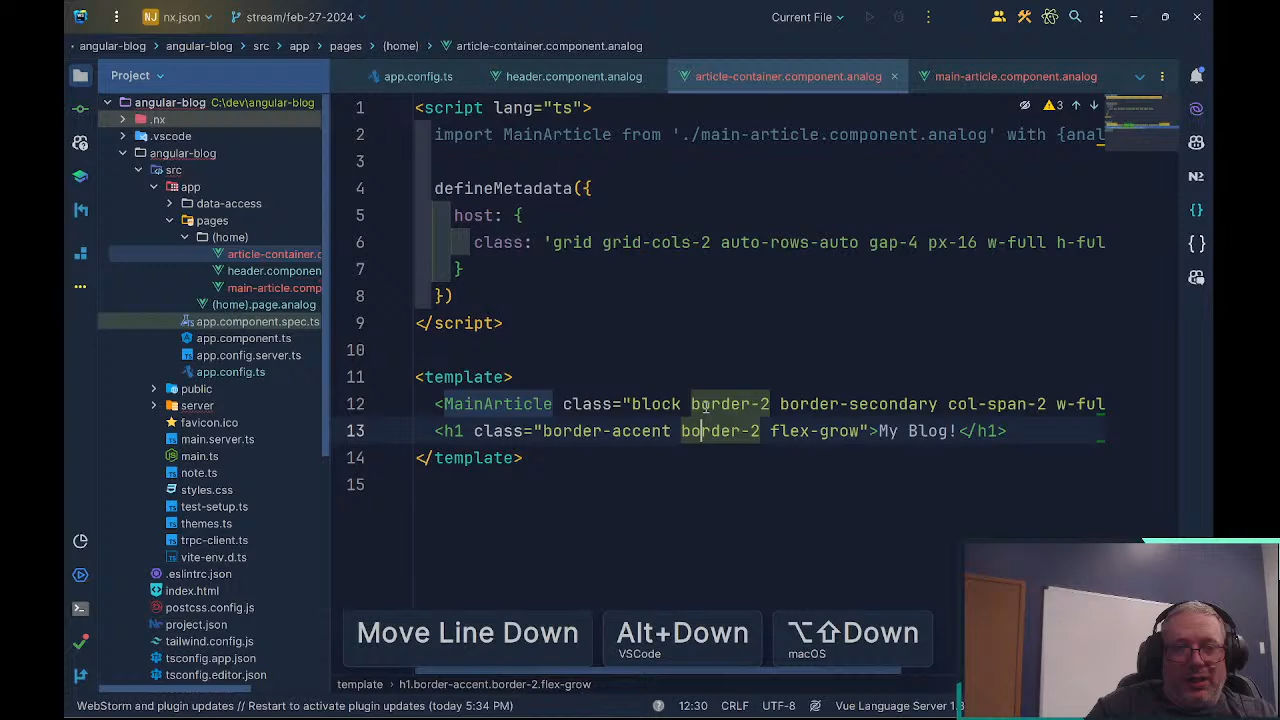 NJ nx.json
stream/feb-27-2024
Current File
angular-blog
angular-blog
src
app
pages
(home)
article-container.component.analog
Project
app.config.ts
header.component.analog
article-container.component.analog
main-article.component.analog
angular-blog C:\dev\angular-blog
.nx
.vscode
angular-blog
src
app
data-access
pages
(home)
article-container.c
header.componen
main-article.comp
(home).page.analog
app.component.spec.ts
app.component.ts
app.config.server.ts
app.config.ts
public
server
favicon.ico
main.server.ts
main.ts
note.ts
styles.css
test-setup.ts
themes.ts
trpc-client.ts
vite-env.d.ts
.eslintrc.json
index.html
postcss.config.js
project.json
tailwind.config.js
tsconfig.app.json
tsconfig.editor.json
1 <script lang="ts">
2 import MainArticle from './main-article.component.analog' with {anal
3
4 defineMetadata({
5 host: {
6 class: 'grid grid-cols-2 auto-rows-auto gap-4 px-16 w-full h-ful
7 }
8 })
9 </script>
10
11 <template>
12 <MainArticle class="block border-2 border-secondary col-span-2 w-ful
13 <h1 class="border-accent border-2 flex-grow">My Blog!</h1>
14 </template>
15
3
N2
Move Line Down
Alt+Down
VSCode
⌥⇧Down
macOS
template
h1.border-accent.border-2.flex-grow
WebStorm and plugin updates // Restart to activate plugin updates (today 5:34 PM)
12:30
CRLF
UTF-8
Vue Language Server 1.8